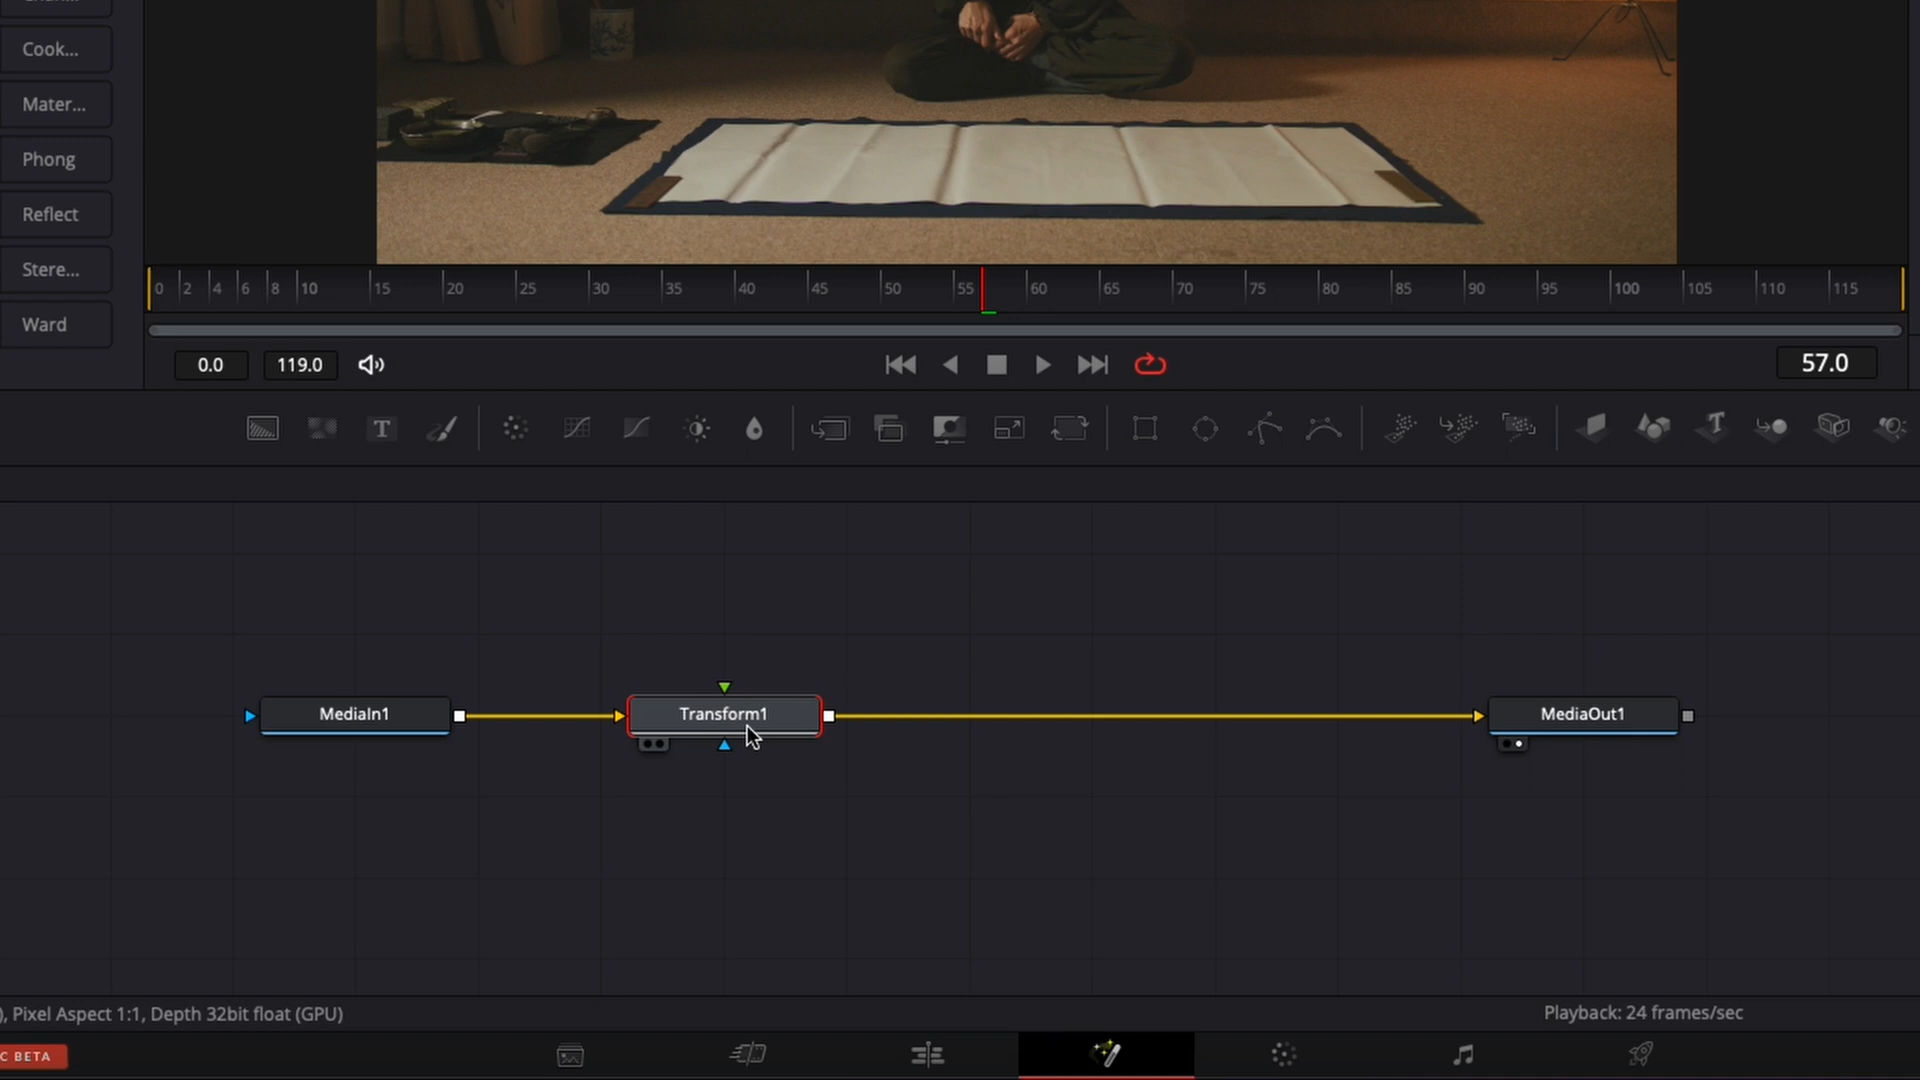 Cook...
Mater...
Phong
Reflect
Stere...
Ward
0 2 4 6 8 10 15 20 25 30 35 40 45 50 55 60 65 70 75 80 85 90 95 100 105 110 115
0.0 119.0 57.0
T T
MediaIn1 Transform1 MediaOut1
), Pixel Aspect 1:1, Depth 32bit float (GPU) Playback: 24 frames/sec
C BETA